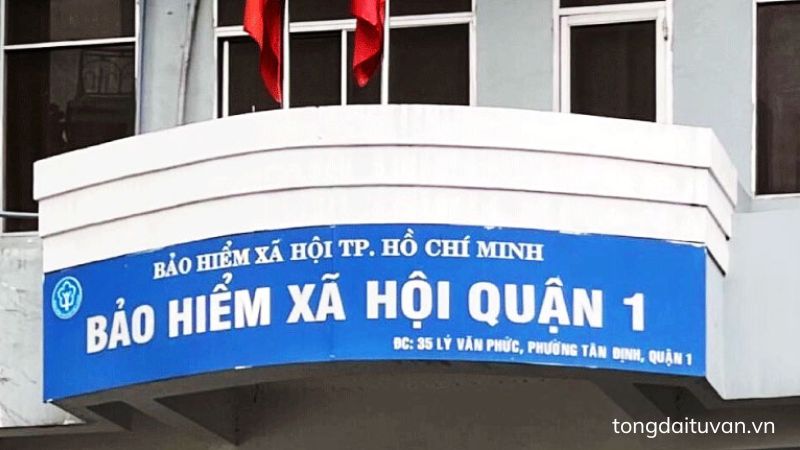 BẢO HIỂM XÃ HỘI TP. HỒ CHÍ MINH
BẢO HIỂM XÃ HỘI QUẬN 1
ĐC: 35 LÝ VĂN PHỨC, PHƯỜNG TÂN ĐỊNH, QUẬN 1
tongdaituvan.vn